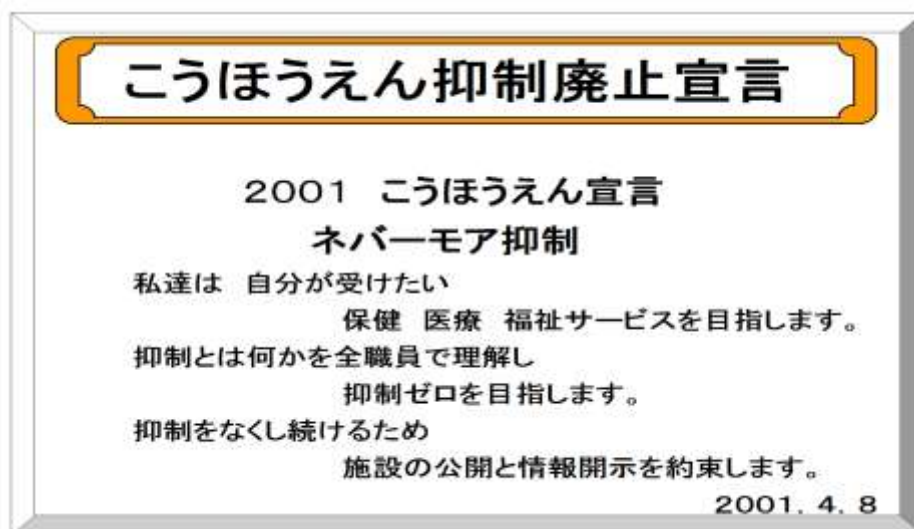 こうほうえん抑制廃止宣言
2001　こうほうえん宣言
ネバーモア抑制
私達は　自分が受けたい
保健　医療　福祉サービスを目指します。
抑制とは何かを全職員で理解し
抑制ゼロを目指します。
抑制をなくし続けるため
施設の公開と情報開示を約束します。
2001．4．8